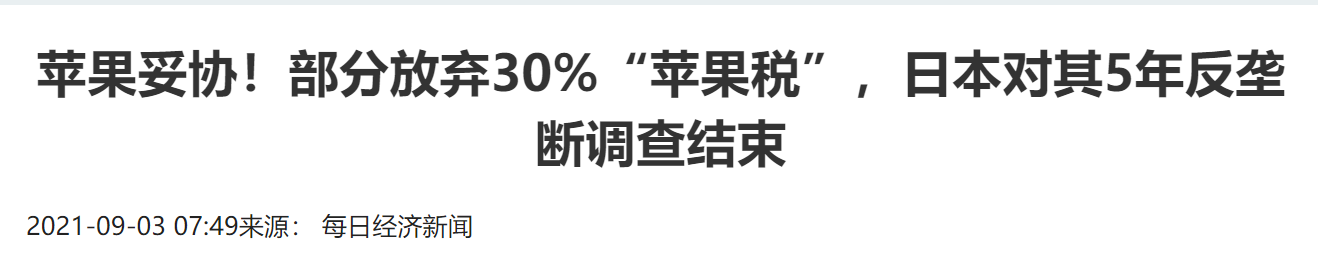 苹果妥协！部分放弃30%“苹果税”，日本对其5年反垄
断调查结束
2021-09-03 07:49来源： 每日经济新闻